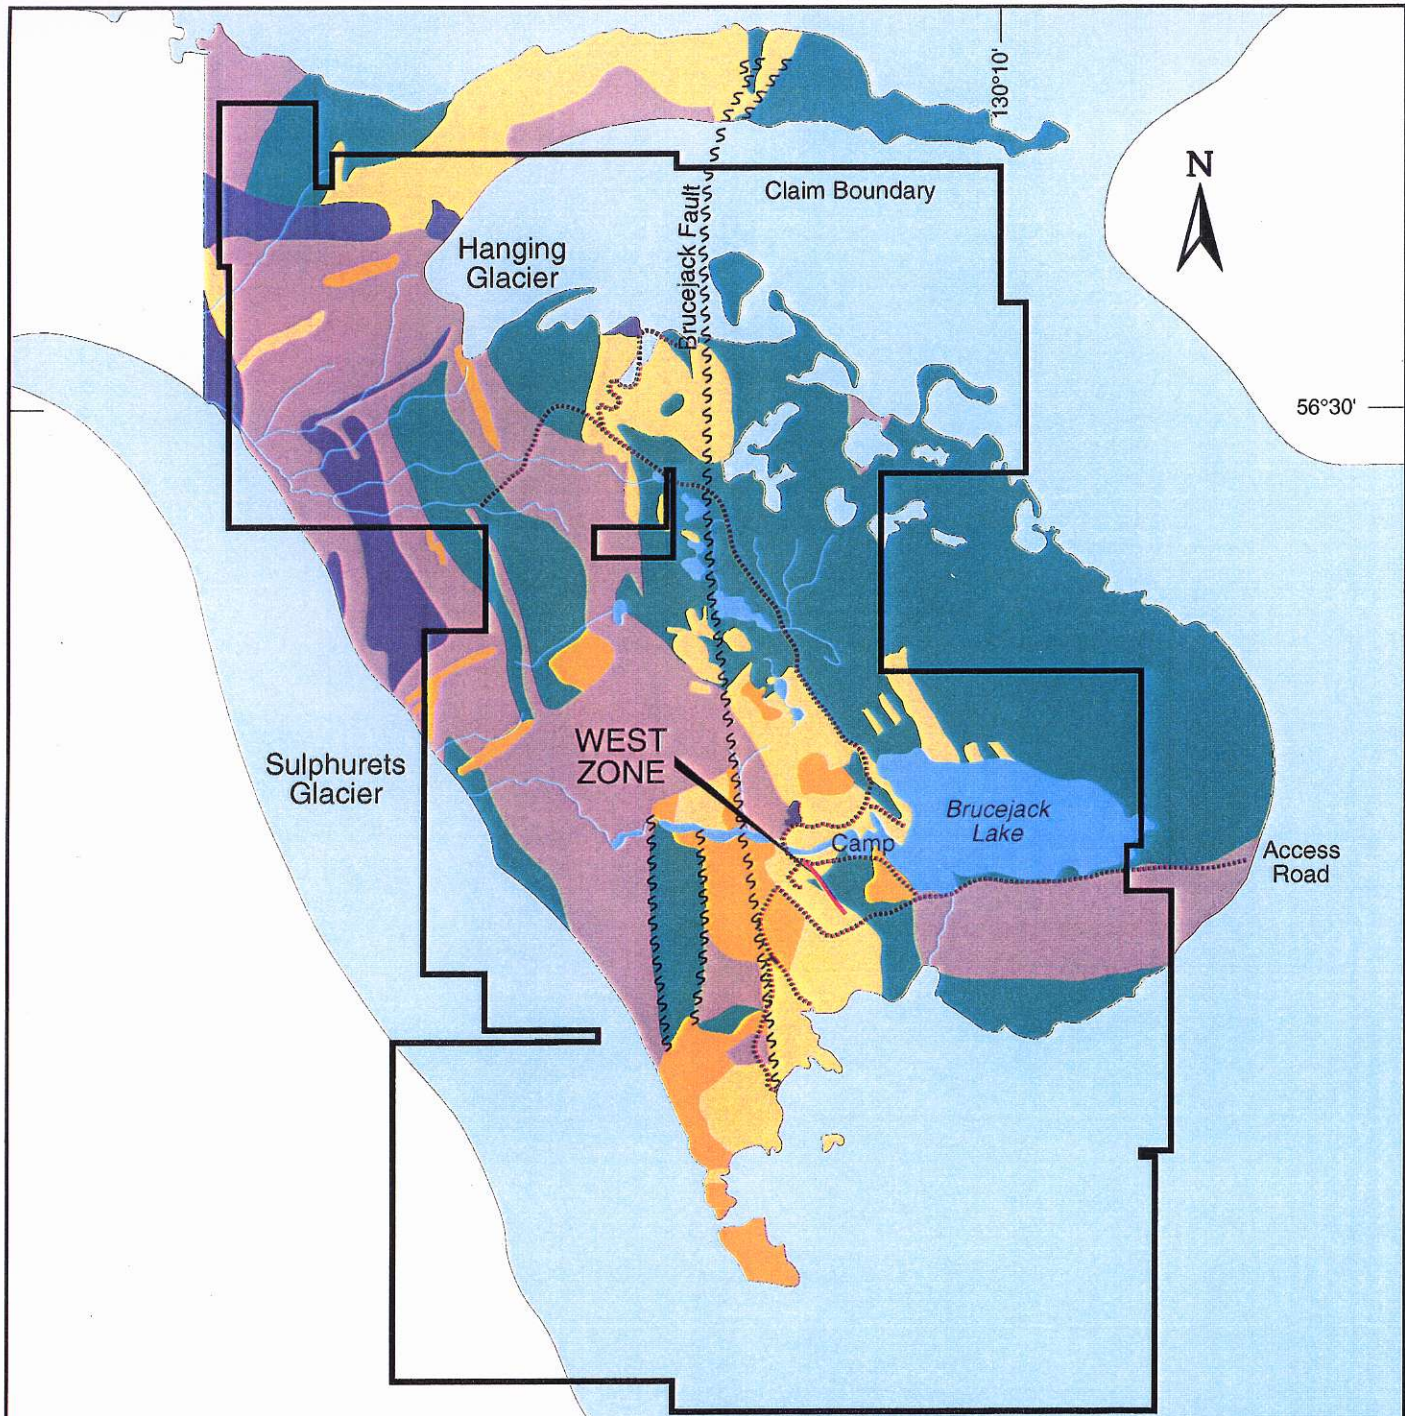 130°10'
N
Claim Boundary
Brucejack Fault
Hanging
Glacier
56°30'
WEST
ZONE
Sulphurets
Glacier
Brucejack
Lake
Camp
Access
Road